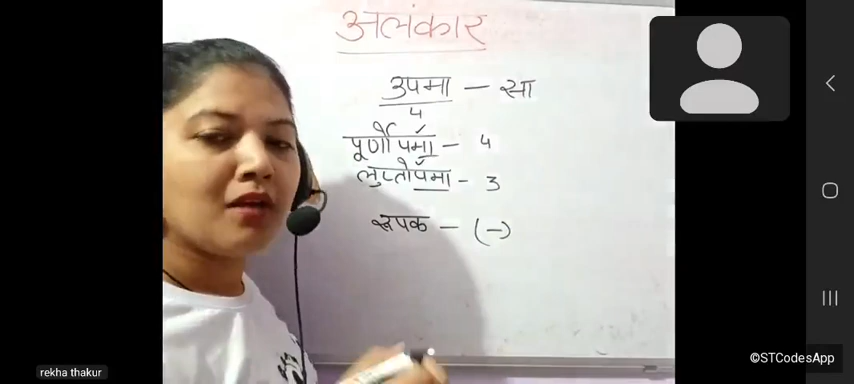 अलंकार
उपमा - सा
4
पूर्णोपमा - 4
लुप्तोपमा - 3
रूपक - (-)
rekha thakur
©STCodesApp